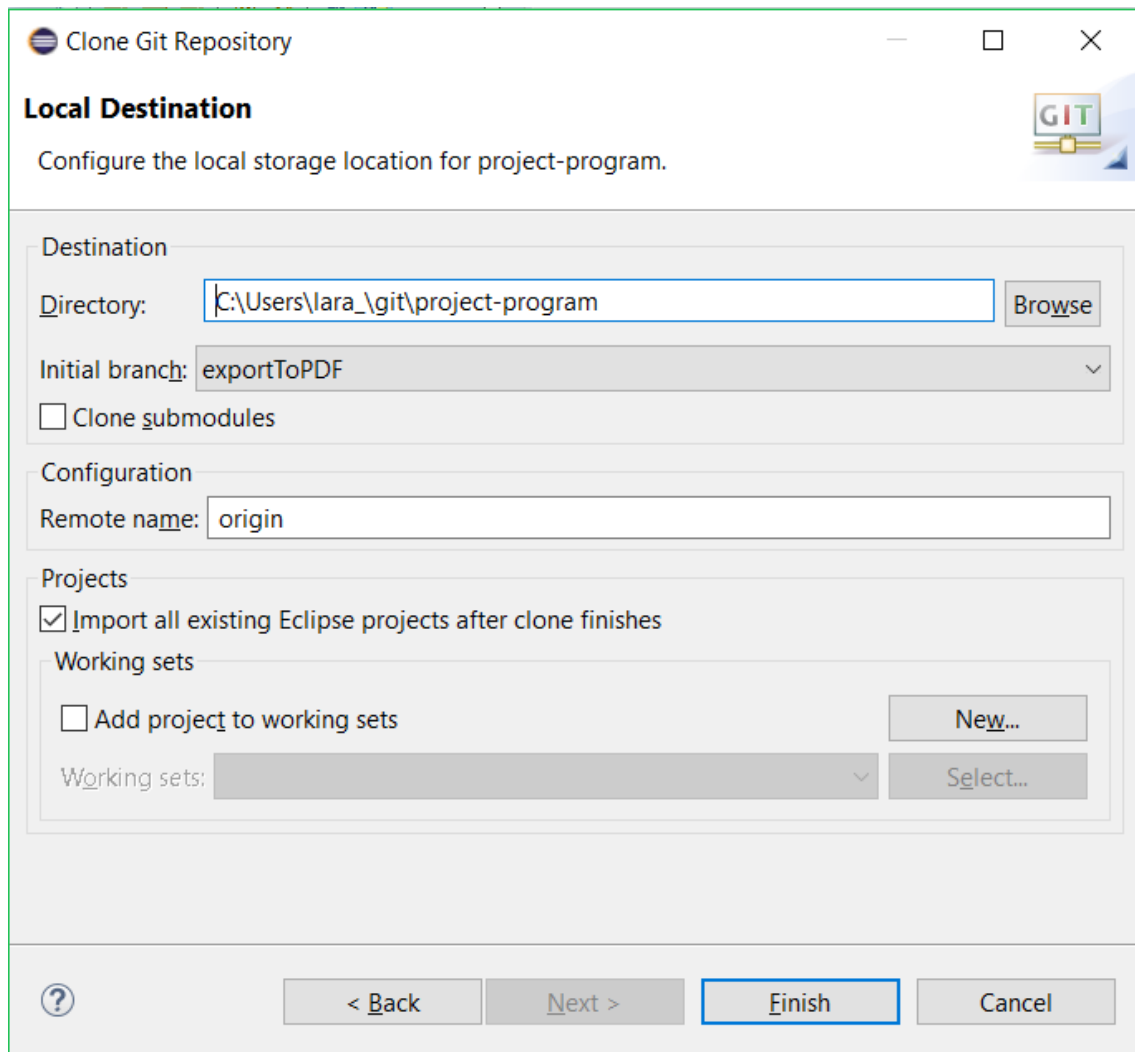 Clone Git Repository
Local Destination
GIT
Configure the local storage location for project-program.
Destination
Directory: C:\Users\lara_\git\project-program Browse
Initial branch: exportToPDF
Clone submodules
Configuration
Remote name: origin
Projects
Import all existing Eclipse projects after clone finishes
Working sets
Add project to working sets New...
Working sets: Select...
? < Back Next > Finish Cancel